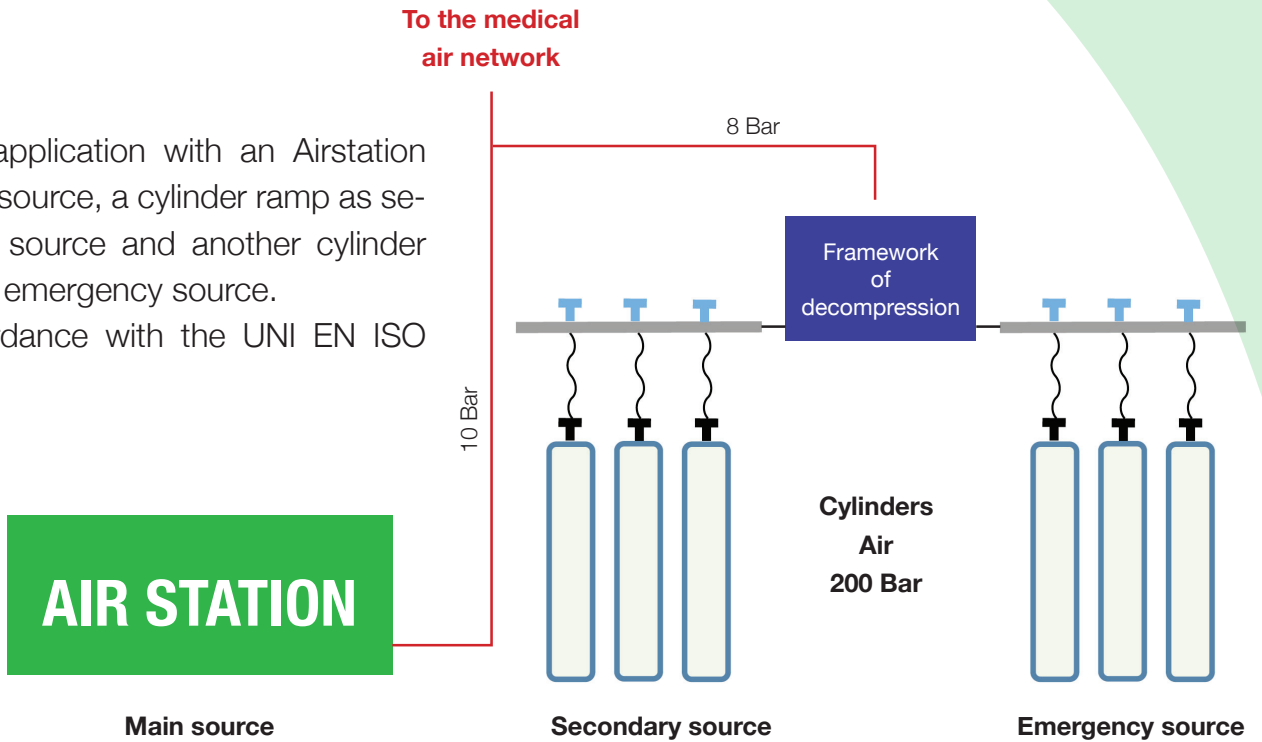 To the medical
air network
application with an Airstation
source, a cylinder ramp as se-
source and another cylinder
emergency source.
dance with the UNI EN ISO
8 Bar
Framework
of
decompression
10 Bar
Cylinders
Air
200 Bar
AIR STATION
Main source
Secondary source
Emergency source